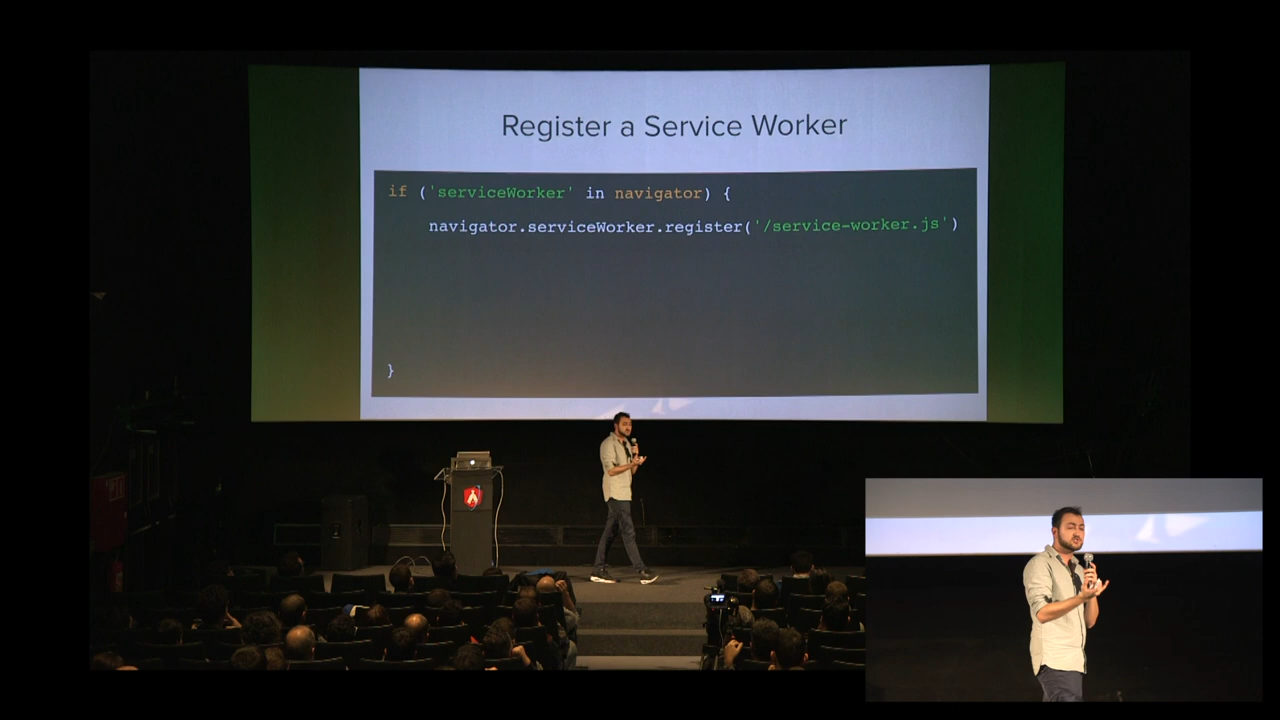 Register a Service Worker
if ('serviceWorker' in navigator) {
navigator.serviceWorker.register('/service-worker.js')
}